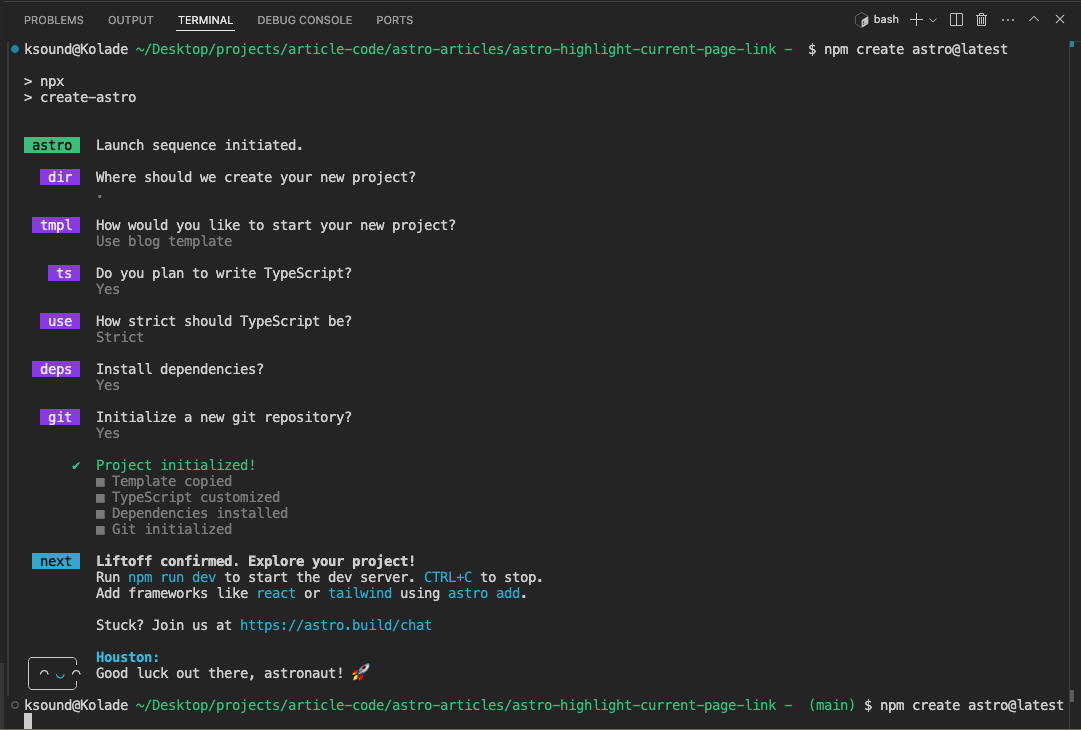 PROBLEMS OUTPUT TERMINAL DEBUG CONSOLE PORTS bash
ksound@Kolade ~/Desktop/projects/article-code/astro-articles/astro-highlight-current-page-link - $ npm create astro@latest
> npx
> create-astro
astro Launch sequence initiated.
dir Where should we create your new project?
.
tmpl How would you like to start your new project?
Use blog template
ts Do you plan to write TypeScript?
Yes
use How strict should TypeScript be?
Strict
deps Install dependencies?
Yes
git Initialize a new git repository?
Yes
✔ Project initialized!
■ Template copied
■ TypeScript customized
■ Dependencies installed
■ Git initialized
next Liftoff confirmed. Explore your project!
Run npm run dev to start the dev server. CTRL+C to stop.
Add frameworks like react or tailwind using astro add.
Stuck? Join us at https://astro.build/chat
Houston:
Good luck out there, astronaut! 🚀
ksound@Kolade ~/Desktop/projects/article-code/astro-articles/astro-highlight-current-page-link - (main) $ npm create astro@latest